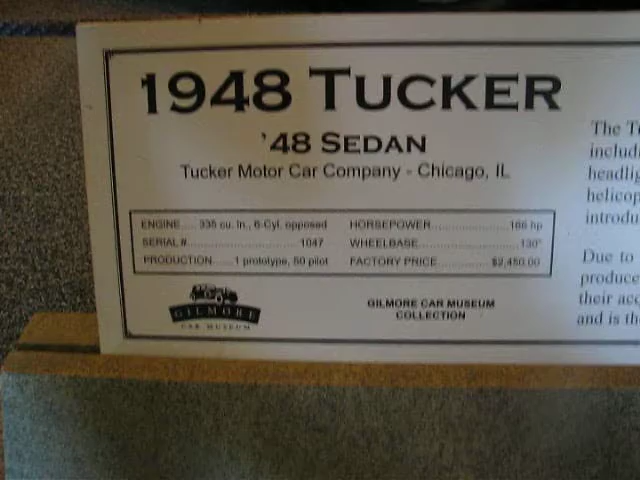 1948 TUCKER
'48 SEDAN
Tucker Motor Car Company - Chicago, IL
ENGINE.... 335 cu. in., 6-Cyl. opposed
SERIAL #................................ 1047
PRODUCTION...... 1 prototype, 50 pilot
HORSEPOWER........................ 166 hp
WHEELBASE............................ 130"
FACTORY PRICE................ $2,450.00
GILMORE
CAR MUSEUM
GILMORE CAR MUSEUM
COLLECTION
The T
includ
headlig
helicop
introdu
Due to
produce
their acc
and is th